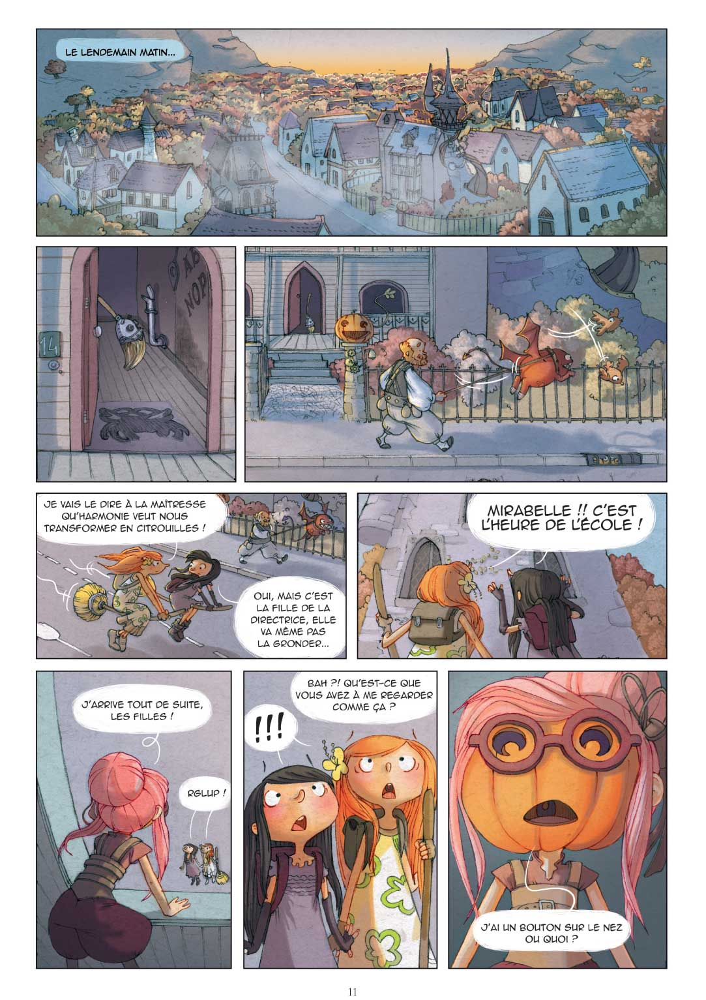 LE LENDEMAIN MATIN...
14
AB
NOP
JE VAIS LE DIRE À LA MAÎTRESSE
QU'HARMONIE VEUT NOUS
TRANSFORMER EN CITROUILLES !
OUI, MAIS C'EST
LA FILLE DE LA
DIRECTRICE, ELLE
VA MÊME PAS
LA GRONDER...
MIRABELLE !! C'EST
L'HEURE DE L'ÉCOLE !
J'ARRIVE TOUT DE SUITE,
LES FILLES !
RGLUP !
BAH ?! QU'EST-CE QUE
VOUS AVEZ À ME REGARDER
COMME ÇA ?
!!!
J'AI UN BOUTON SUR LE NEZ
OU QUOI ?
11